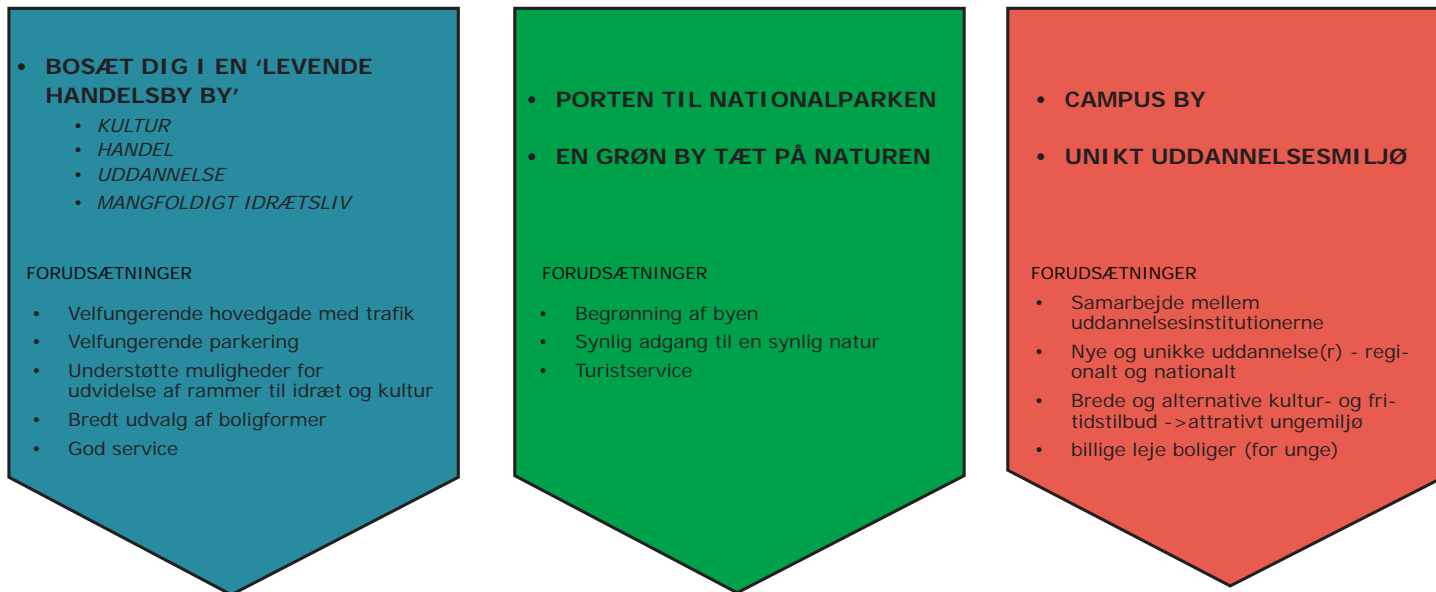 • BOSÆT DIG I EN ‘LEVENDE
HANDELSBY BY’
• KULTUR
• HANDEL
• UDDANNELSE
• MANGFOLDIGT IDRÆTSLIV
FORUDSÆTNINGER
• Velfungerende hovedgade med trafik
• Velfungerende parkering
• Understøtte muligheder for
udvidelse af rammer til idræt og kultur
• Bredt udvalg af boligformer
• God service
• PORTEN TIL NATIONALPARKEN
• EN GRØN BY TÆT PÅ NATUREN
FORUDSÆTNINGER
• Begrønning af byen
• Synlig adgang til en synlig natur
• Turistservice
• CAMPUS BY
• UNIKT UDDANNELSESMILJØ
FORUDSÆTNINGER
• Samarbejde mellem
uddannelsesinstitutionerne
• Nye og unikke uddannelse(r) - regi-
onalt og nationalt
• Brede og alternative kultur- og fri-
tidstilbud ->attrativt ungemiljø
• billige leje boliger (for unge)